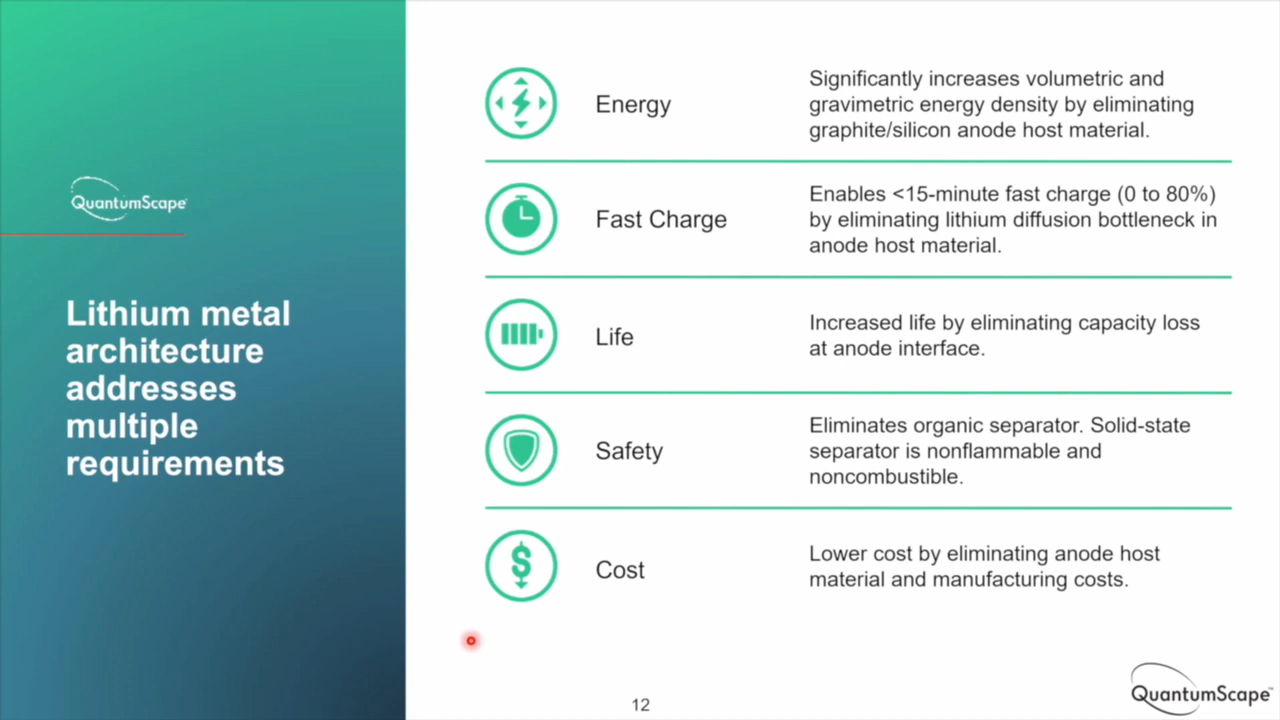 QuantumScape
Lithium metal
architecture
addresses
multiple
requirements
Energy
Significantly increases volumetric and
gravimetric energy density by eliminating
graphite/silicon anode host material.
Fast Charge
Enables <15-minute fast charge (0 to 80%)
by eliminating lithium diffusion bottleneck in
anode host material.
Life
Increased life by eliminating capacity loss
at anode interface.
Safety
Eliminates organic separator. Solid-state
separator is nonflammable and
noncombustible.
$
Cost
Lower cost by eliminating anode host
material and manufacturing costs.
12
QuantumScape™